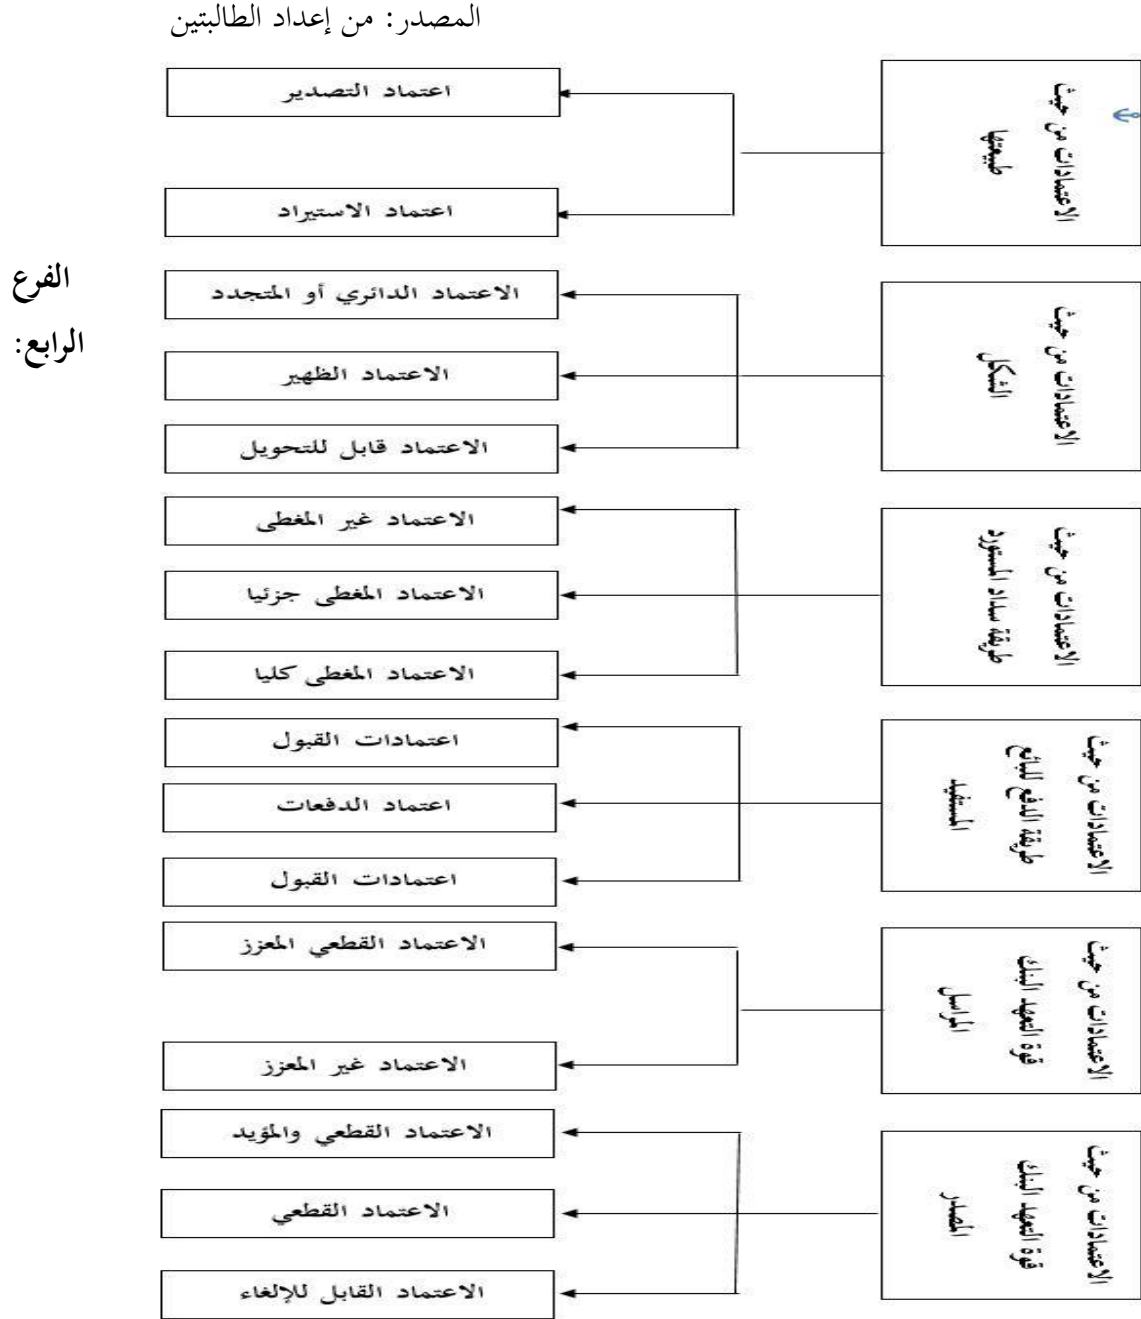 المصدر: من إعداد الطالبتين
الاعتمادات من حيث
طبيعتها
اعتماد التصدير
اعتماد الاستيراد
الفرع
الرابع:
الاعتمادات من حيث
الشكل
الاعتماد الدائري أو المتجدد
الاعتماد الظهير
الاعتماد قابل للتحويل
الاعتمادات من حيث
طريقة سداد المستورد
الاعتماد غير المغطى
الاعتماد المغطى جزئيا
الاعتماد المغطى كليا
الاعتمادات من حيث
طريقة الدفع للبائع
المستفيد
اعتمادات القبول
اعتماد الدفعات
اعتمادات القبول
الاعتمادات من حيث
قوة التعهد البنك
المراسل
الاعتماد القطعي المعزز
الاعتماد غير المعزز
الاعتمادات من حيث
قوة التعهد البنك
المصدر
الاعتماد القطعي والمؤيد
الاعتماد القطعي
الاعتماد القابل للإلغاء